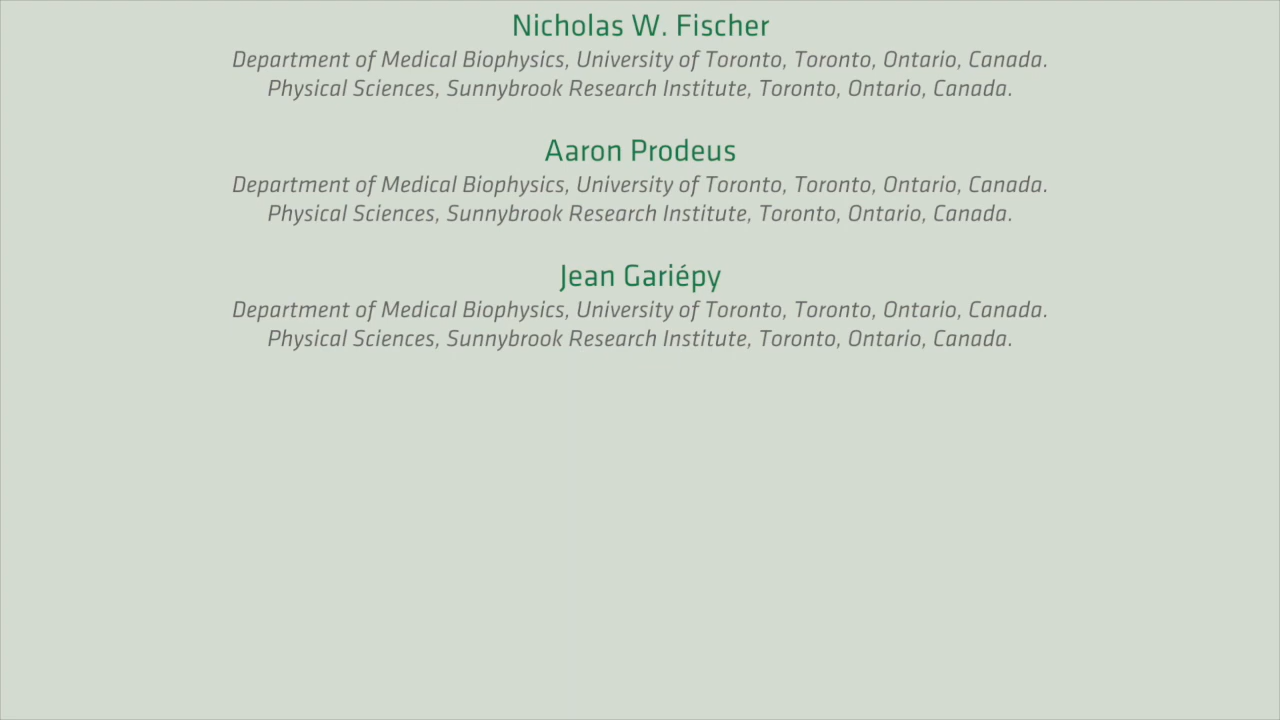 Nicholas W. Fischer
Department of Medical Biophysics, University of Toronto, Toronto, Ontario, Canada.
Physical Sciences, Sunnybrook Research Institute, Toronto, Ontario, Canada.
Aaron Prodeus
Department of Medical Biophysics, University of Toronto, Toronto, Ontario, Canada.
Physical Sciences, Sunnybrook Research Institute, Toronto, Ontario, Canada.
Jean Gariépy
Department of Medical Biophysics, University of Toronto, Toronto, Ontario, Canada.
Physical Sciences, Sunnybrook Research Institute, Toronto, Ontario, Canada.